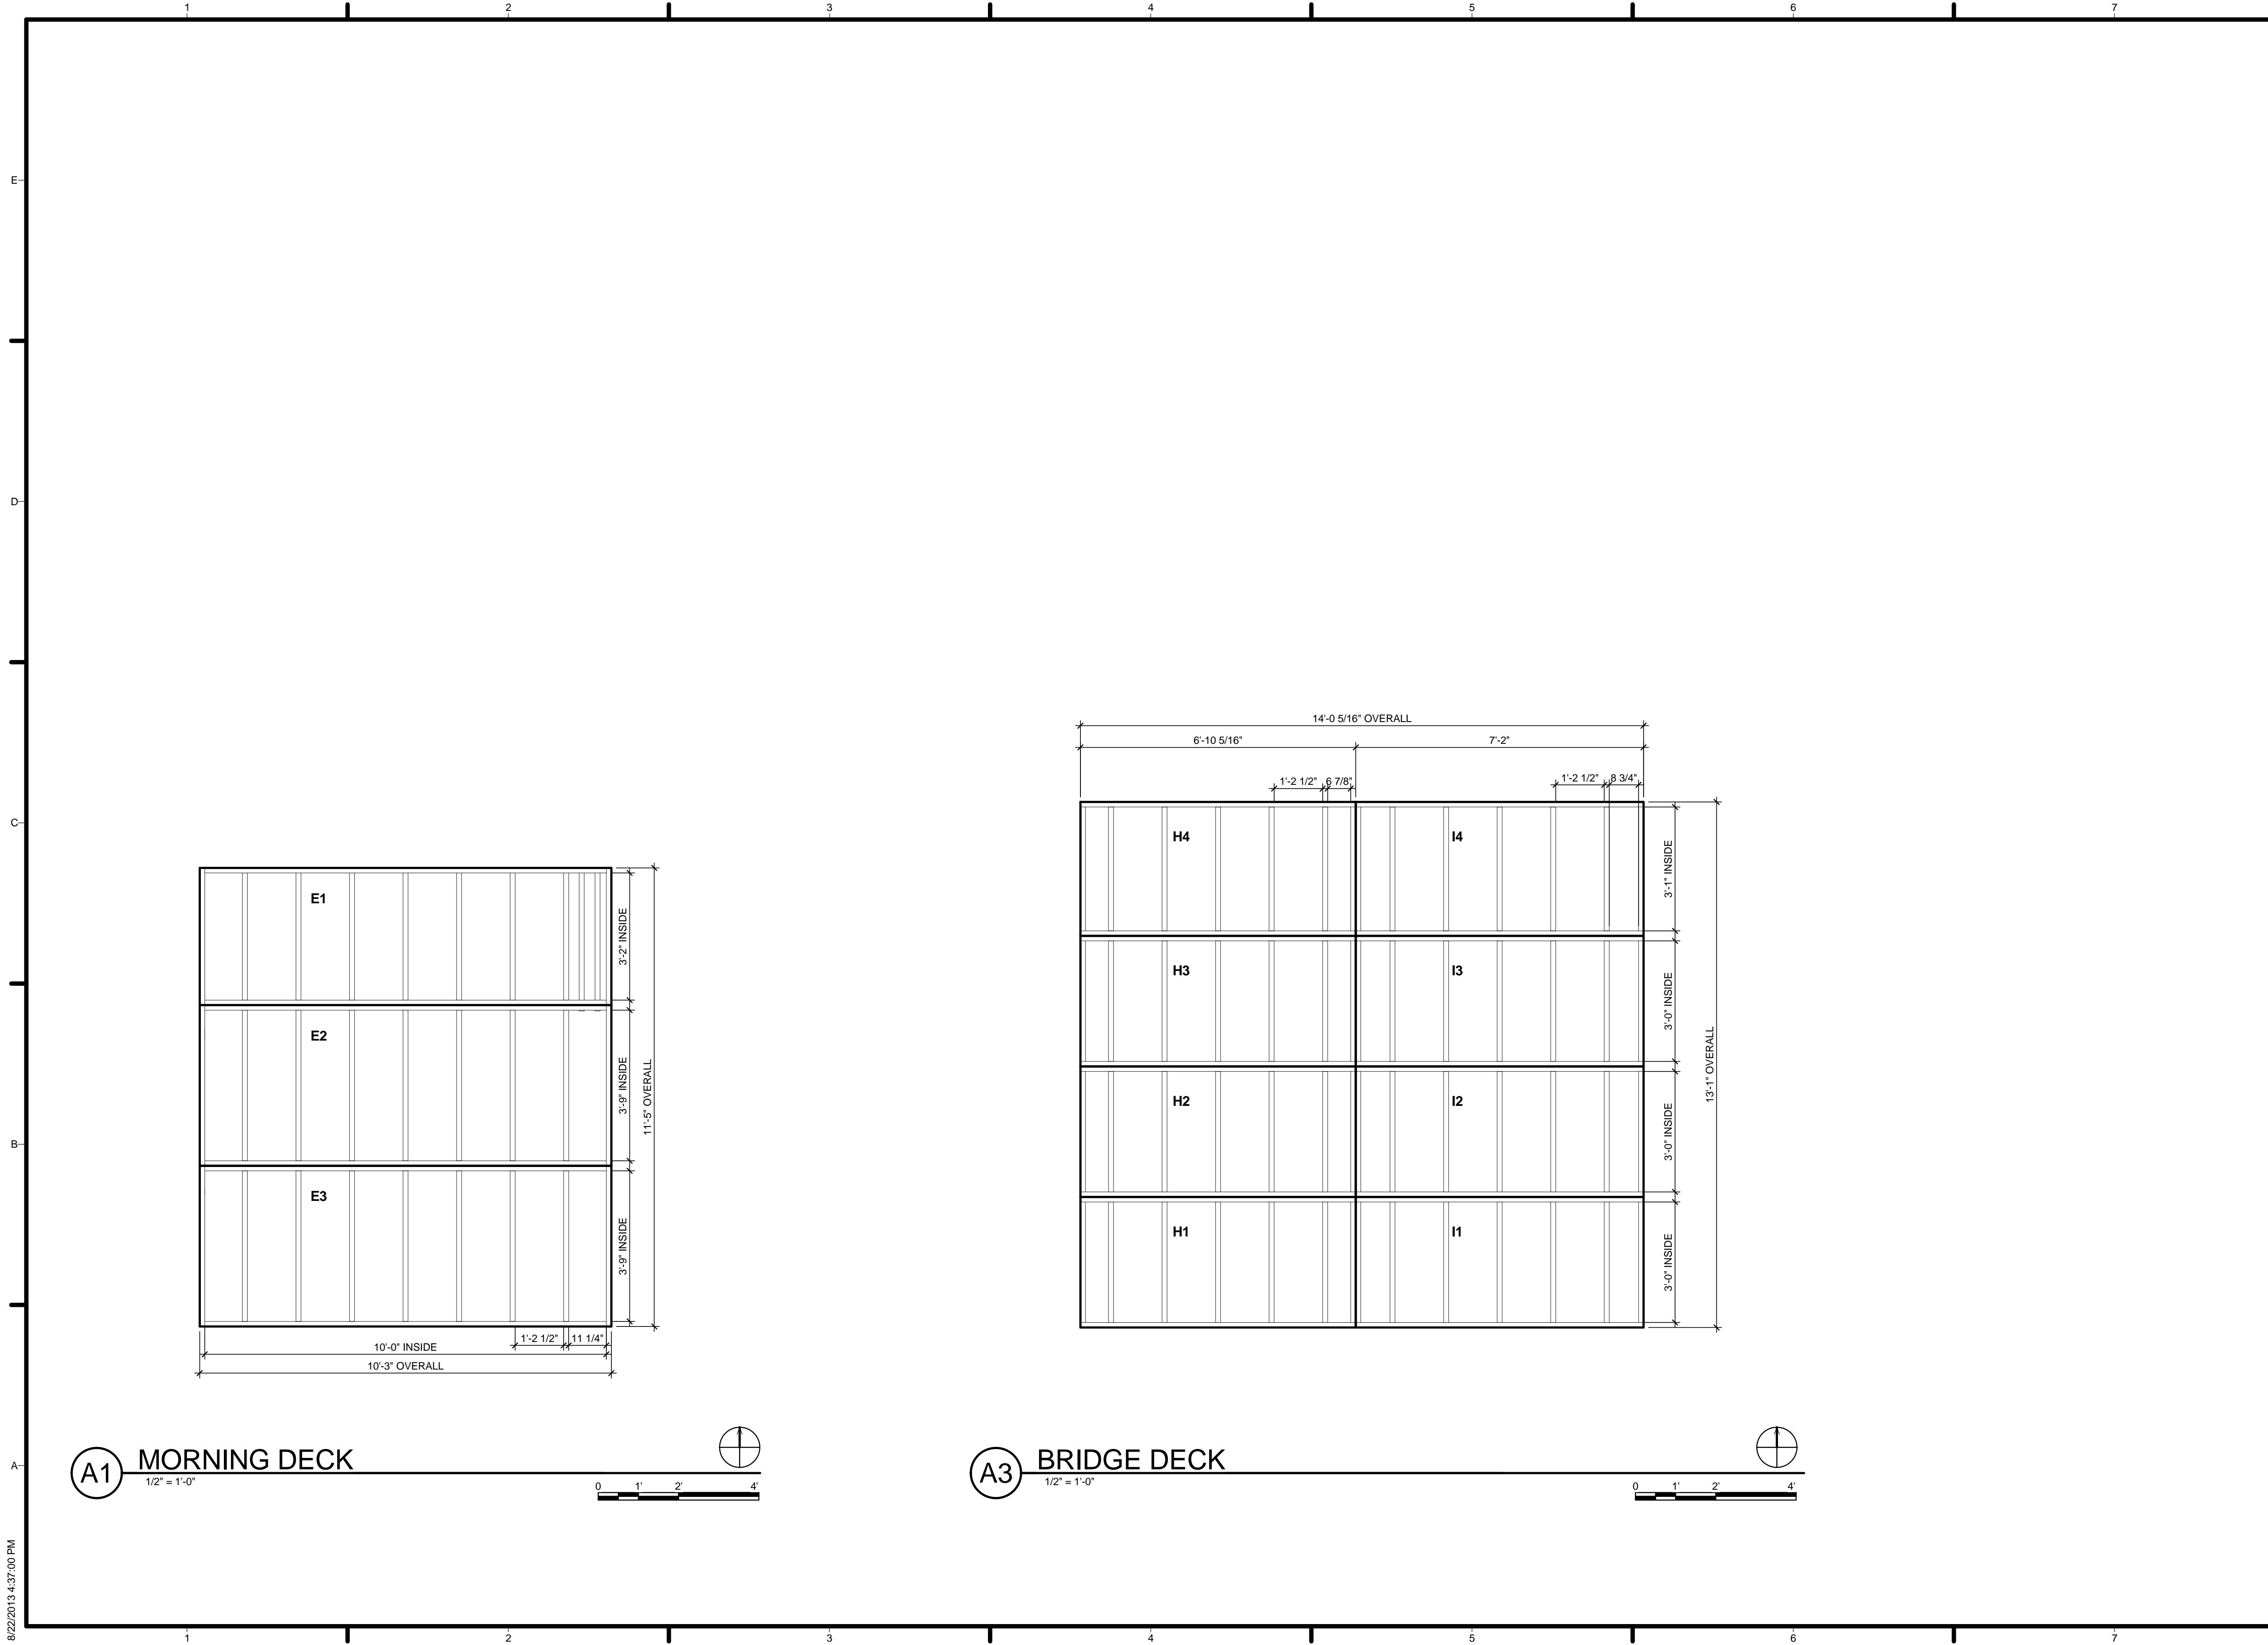 1 2 3 4 5 6 7
E
D
C
B
A
14'-0 5/16" OVERALL
6'-10 5/16" 7'-2"
1'-2 1/2" 6 7/8" 1'-2 1/2" 8 3/4"
E1
E2
E3
3'-2" INSIDE
3'-9" INSIDE
3'-9" INSIDE
11'-5" OVERALL
1'-2 1/2" 11 1/4"
10'-0" INSIDE
10'-3" OVERALL
H4 I4
H3 I3
H2 I2
H1 I1
3'-1" INSIDE
3'-0" INSIDE
3'-0" INSIDE
3'-0" INSIDE
13'-1" OVERALL
A1 MORNING DECK
1/2" = 1'-0"
0 1' 2' 4'
A3 BRIDGE DECK
1/2" = 1'-0"
0 1' 2' 4'
8/22/2013 4:37:00 PM
1 2 3 4 5 6 7